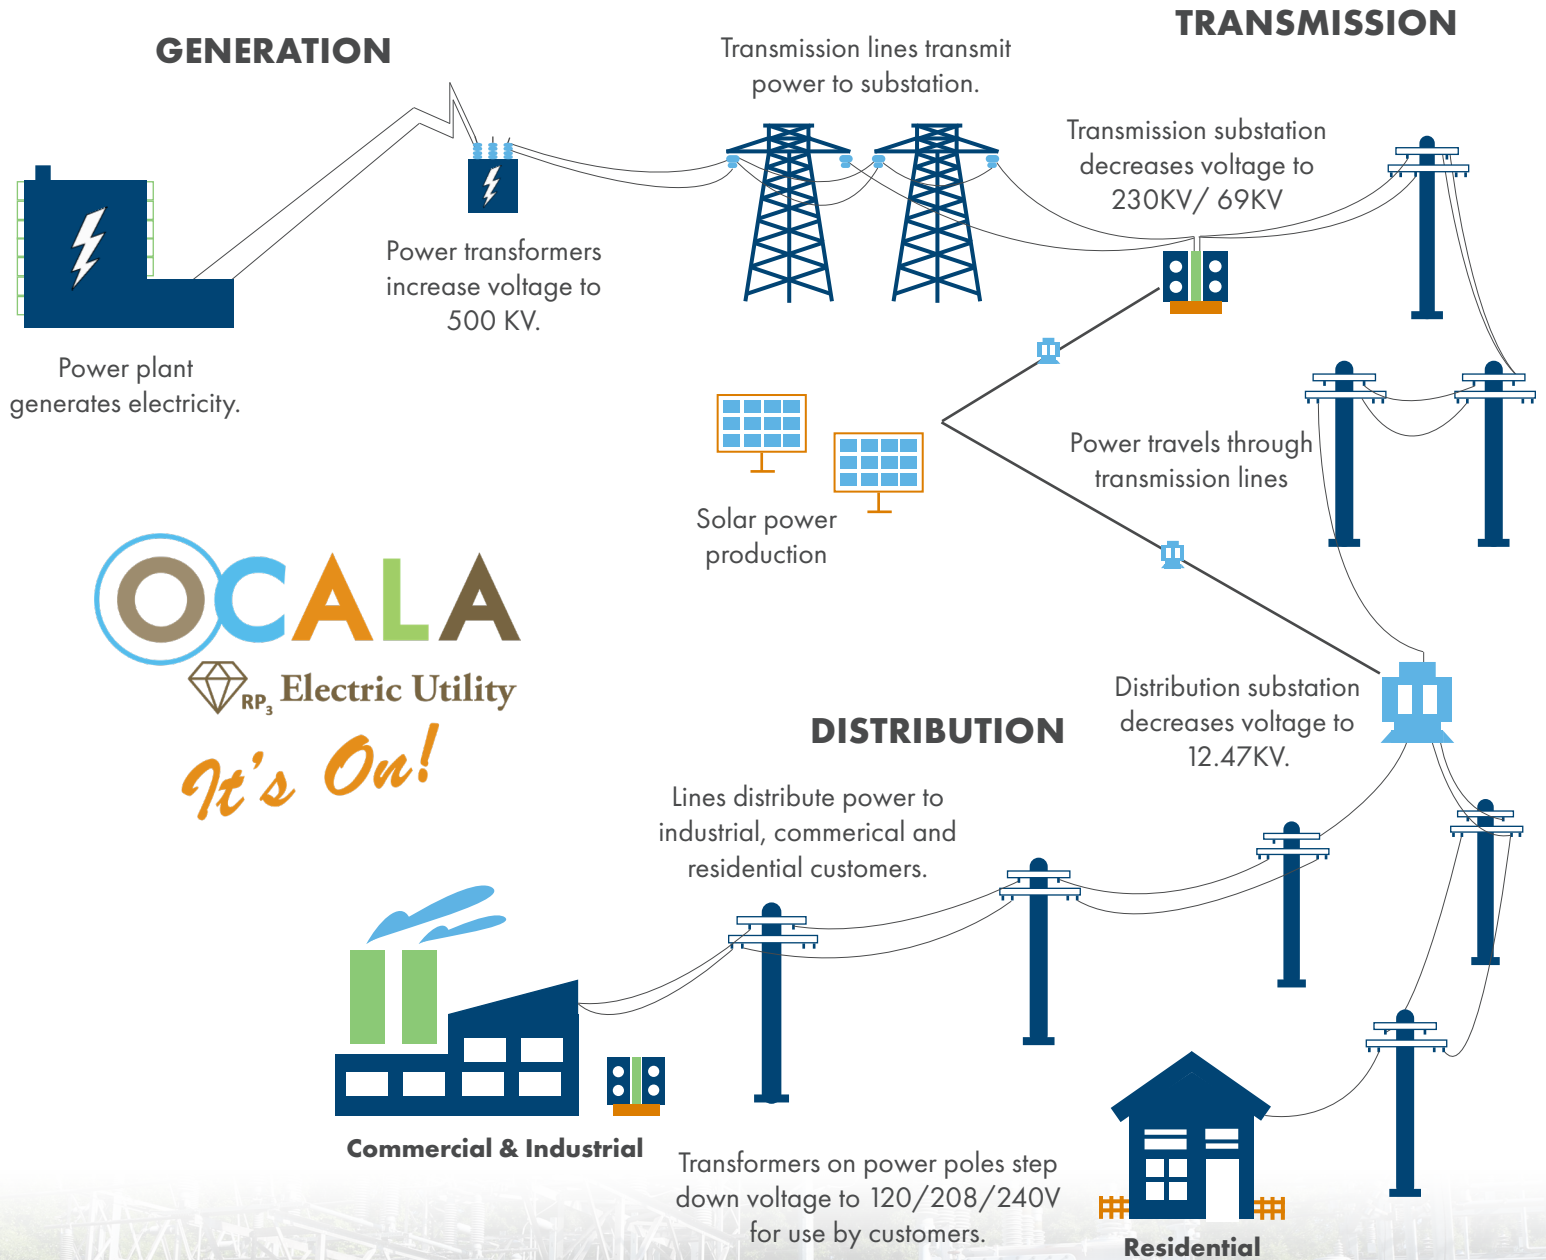 GENERATION
TRANSMISSION
Transmission lines transmit
power to substation.
Transmission substation
decreases voltage to
230KV/ 69KV
Power transformers
increase voltage to
500 KV.
Power plant
generates electricity.
Power travels through
transmission lines
Solar power
production
OCALA
RP3 Electric Utility
It's On!
Distribution substation
decreases voltage to
12.47KV.
DISTRIBUTION
Lines distribute power to
industrial, commerical and
residential customers.
Commercial & Industrial
Transformers on power poles step
down voltage to 120/208/240V
for use by customers.
Residential